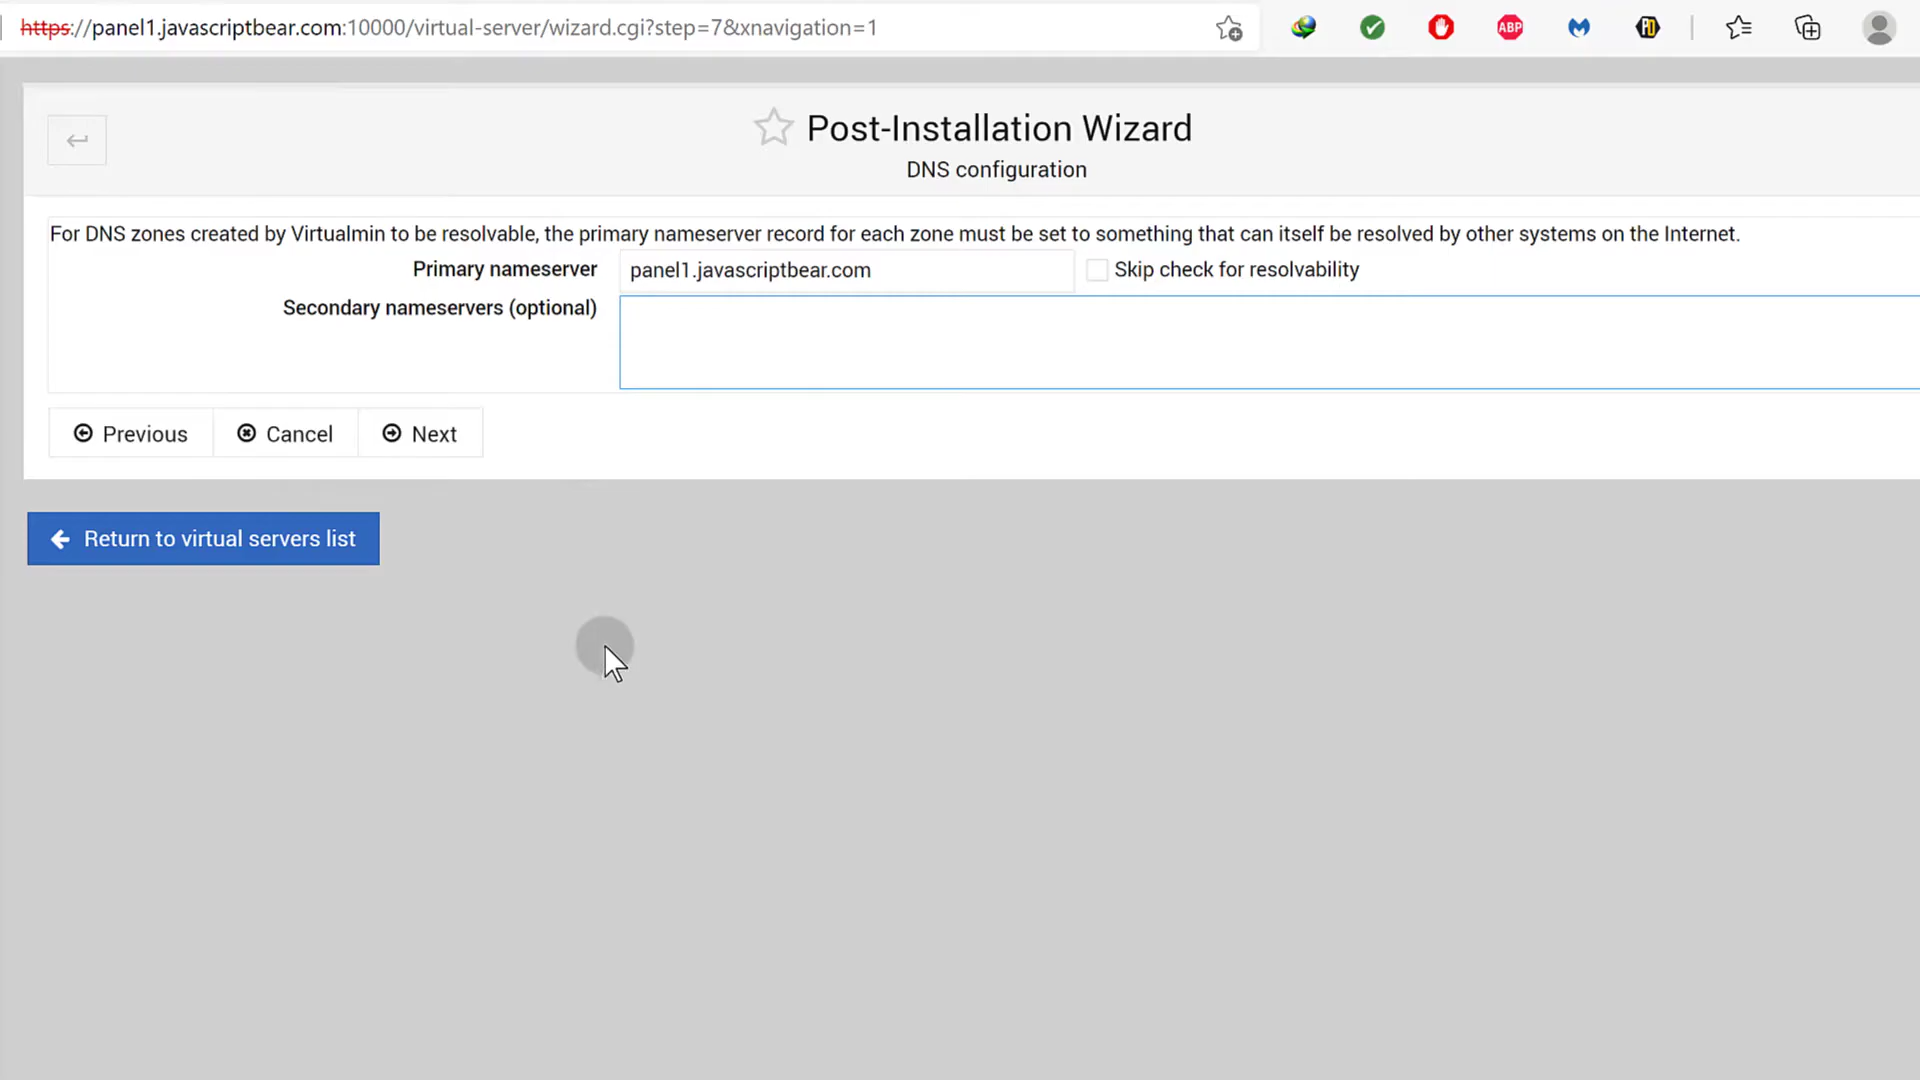 https://panel1.javascriptbear.com:10000/virtual-server/wizard.cgi?step=7&xnavigation=1
ABP
PD
Post-Installation Wizard
DNS configuration
For DNS zones created by Virtualmin to be resolvable, the primary nameserver record for each zone must be set to something that can itself be resolved by other systems on the Internet.
Primary nameserver panel1.javascriptbear.com Skip check for resolvability
Secondary nameservers (optional)
Previous Cancel Next
Return to virtual servers list